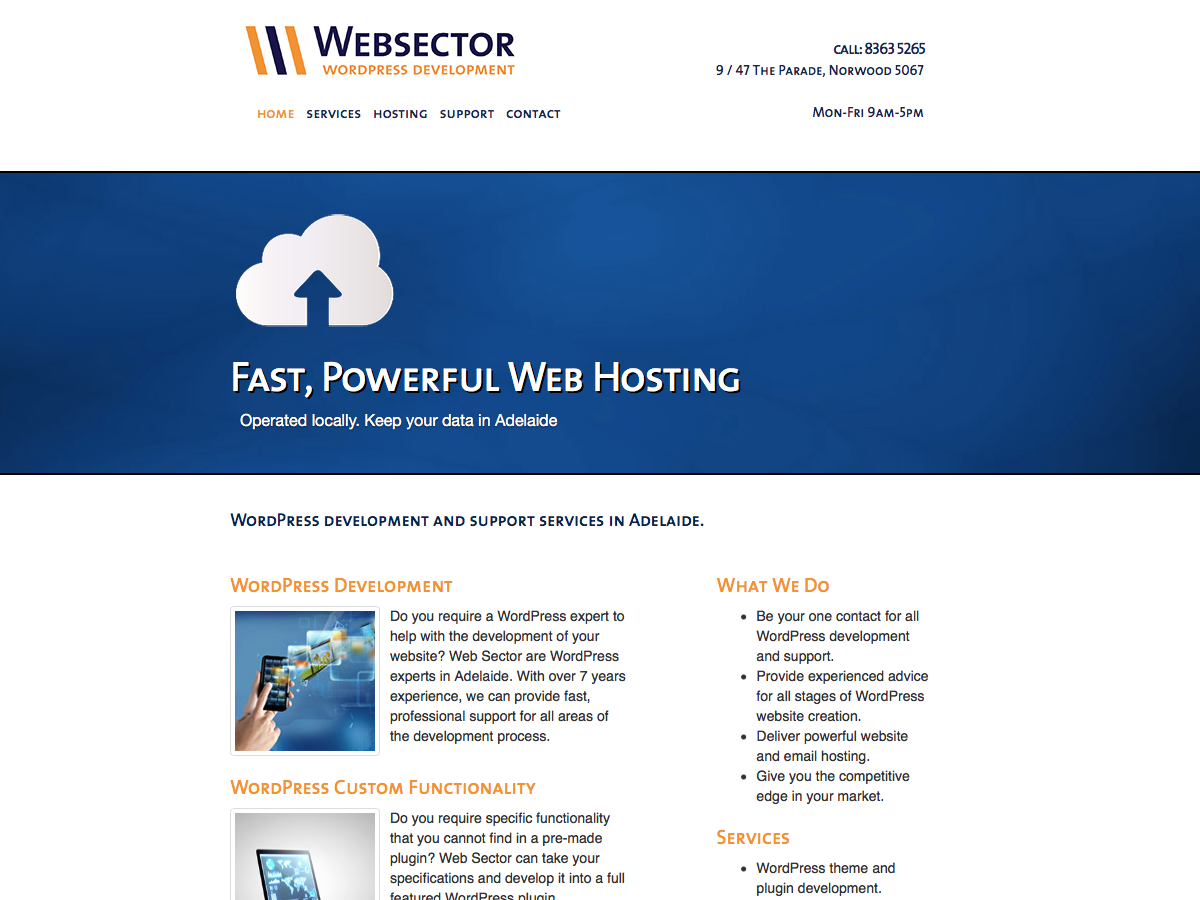 WEBSECTOR
WORDPRESS DEVELOPMENT
CALL: 8363 5265
9 / 47 The Parade, Norwood 5067
HOME SERVICES HOSTING SUPPORT CONTACT
Mon-Fri 9am-5pm
Fast, Powerful Web Hosting
Operated locally. Keep your data in Adelaide
WordPress development and support services in Adelaide.
WordPress Development
Do you require a WordPress expert to
help with the development of your
website? Web Sector are WordPress
experts in Adelaide. With over 7 years
experience, we can provide fast,
professional support for all areas of
the development process.
WordPress Custom Functionality
Do you require specific functionality
that you cannot find in a pre-made
plugin? Web Sector can take your
specifications and develop it into a full
featured WordPress plugin.
What We Do
Be your one contact for all
WordPress development
and support.
Provide experienced advice
for all stages of WordPress
website creation.
Deliver powerful website
and email hosting.
Give you the competitive
edge in your market.
Services
WordPress theme and
plugin development.